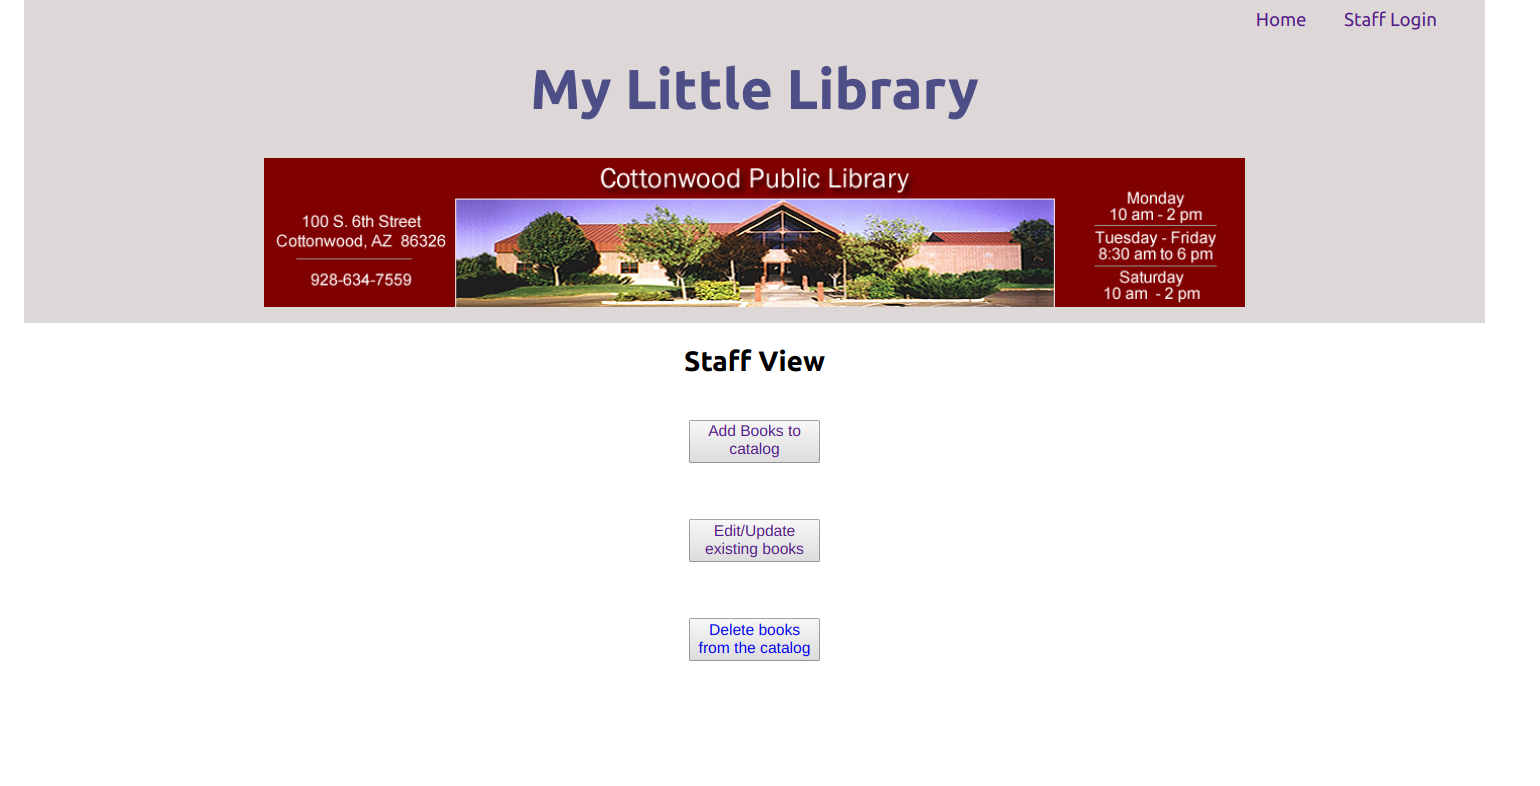 Home Staff Login
My Little Library
Cottonwood Public Library
100 S. 6th Street
Cottonwood, AZ 86326
928-634-7559
Monday
10 am - 2 pm
Tuesday - Friday
8:30 am to 6 pm
Saturday
10 am - 2 pm
Staff View
Add Books to
catalog
Edit/Update
existing books
Delete books
from the catalog